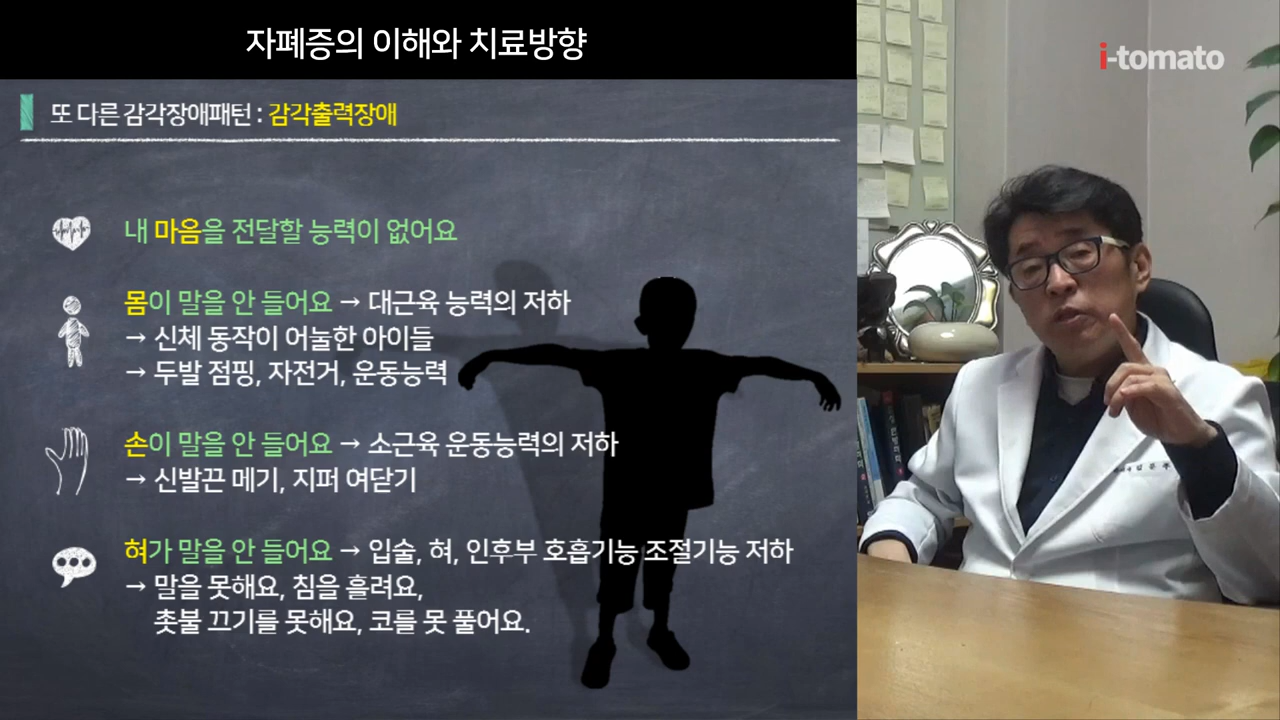 자폐증의 이해와 치료방향
i-tomato
또 다른 감각장애패턴 : 감각출력장애
내 마음을 전달할 능력이 없어요
몸이 말을 안 들어요 → 대근육 능력의 저하
→ 신체 동작이 어눌한 아이들
→ 두발 점핑, 자전거, 운동능력
손이 말을 안 들어요 → 소근육 운동능력의 저하
→ 신발끈 메기, 지퍼 여닫기
혀가 말을 안 들어요 → 입술, 혀, 인후부 호흡기능 조절기능 저하
→ 말을 못해요, 침을 흘려요,
촛불 끄기를 못해요, 코를 못 풀어요.